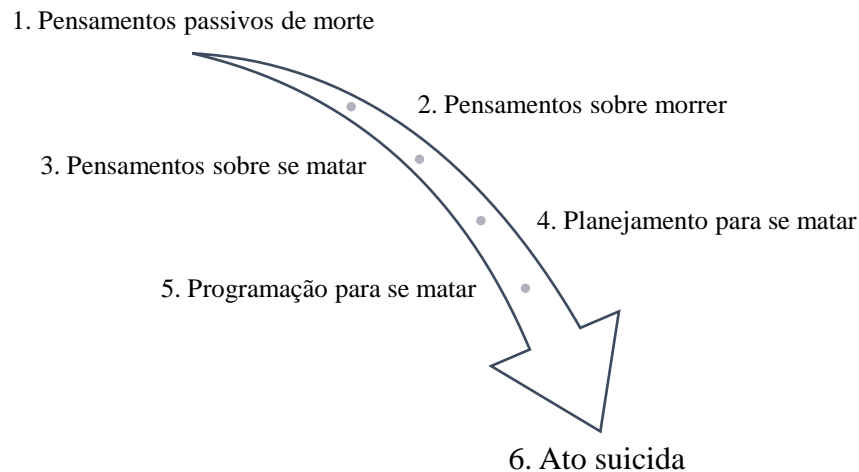 1. Pensamentos passivos de morte
2. Pensamentos sobre morrer
3. Pensamentos sobre se matar
4. Planejamento para se matar
5. Programação para se matar
6. Ato suicida